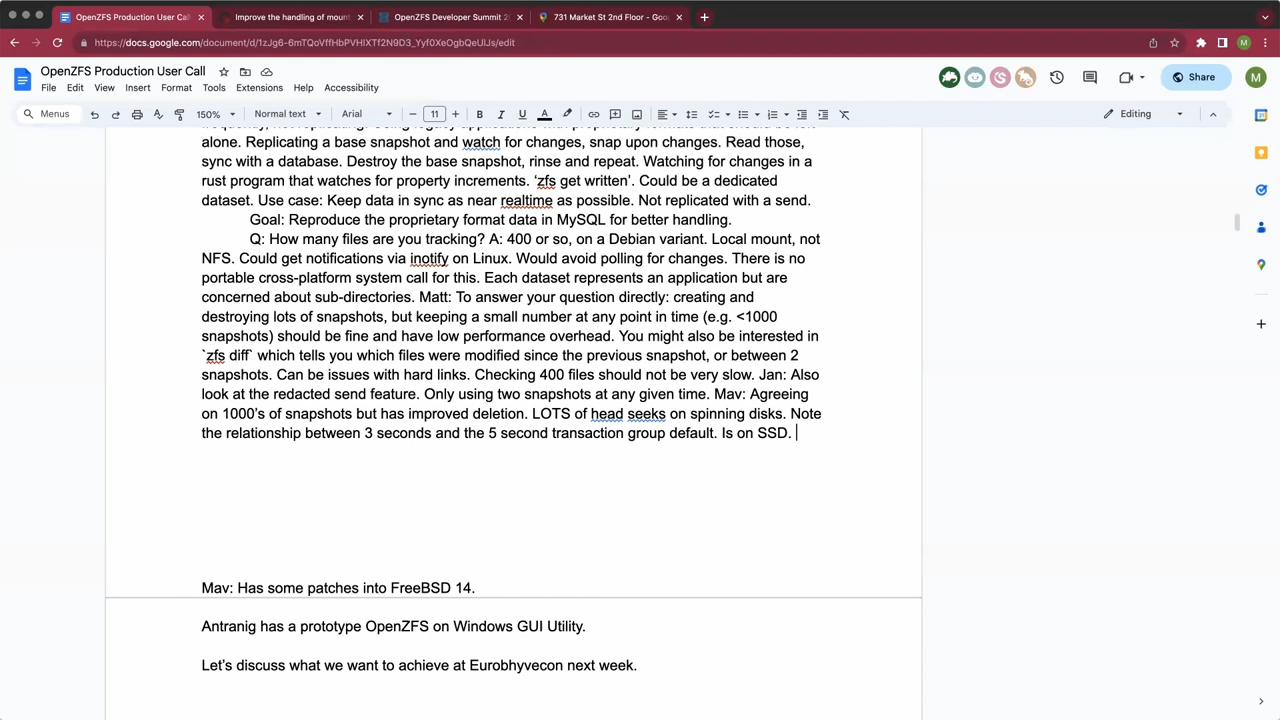 OpenZFS Production User Cal
Improve the handling of mount
OpenZFS Developer Summit 2
731 Market St 2nd Floor - Goo
https://docs.google.com/document/d/1zJg6-6mTQoVffHbPVHIXTf2N9D3_Yyf0XeOgbQeUlJs/edit
OpenZFS Production User Call
File Edit View Insert Format Tools Extensions Help Accessibility
Share
M
Menus
150%
Normal text
Arial
11
Editing
alone. Replicating a base snapshot and watch for changes, snap upon changes. Read those,
sync with a database. Destroy the base snapshot, rinse and repeat. Watching for changes in a
rust program that watches for property increments. ‘zfs get written’. Could be a dedicated
dataset. Use case: Keep data in sync as near realtime as possible. Not replicated with a send.
Goal: Reproduce the proprietary format data in MySQL for better handling.
Q: How many files are you tracking? A: 400 or so, on a Debian variant. Local mount, not
NFS. Could get notifications via inotify on Linux. Would avoid polling for changes. There is no
portable cross-platform system call for this. Each dataset represents an application but are
concerned about sub-directories. Matt: To answer your question directly: creating and
destroying lots of snapshots, but keeping a small number at any point in time (e.g. <1000
snapshots) should be fine and have low performance overhead. You might also be interested in
`zfs diff` which tells you which files were modified since the previous snapshot, or between 2
snapshots. Can be issues with hard links. Checking 400 files should not be very slow. Jan: Also
look at the redacted send feature. Only using two snapshots at any given time. Mav: Agreeing
on 1000’s of snapshots but has improved deletion. LOTS of head seeks on spinning disks. Note
the relationship between 3 seconds and the 5 second transaction group default. Is on SSD.
Mav: Has some patches into FreeBSD 14.
Antranig has a prototype OpenZFS on Windows GUI Utility.
Let’s discuss what we want to achieve at Eurobhyvecon next week.